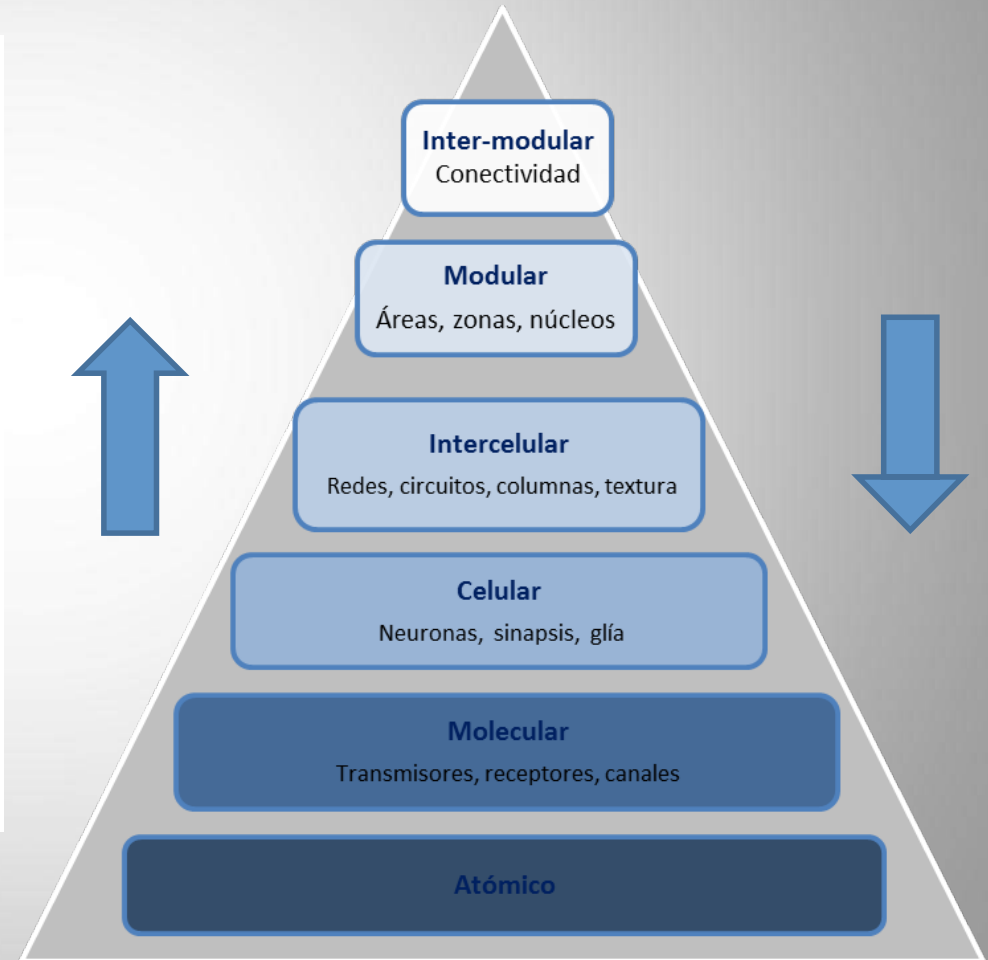 Inter-modular
Conectividad
Modular
Áreas, zonas, núcleos
Intercelular
Redes, circuitos, columnas, textura
Celular
Neuronas, sinapsis, glía
Molecular
Transmisores, receptores, canales
Atómico